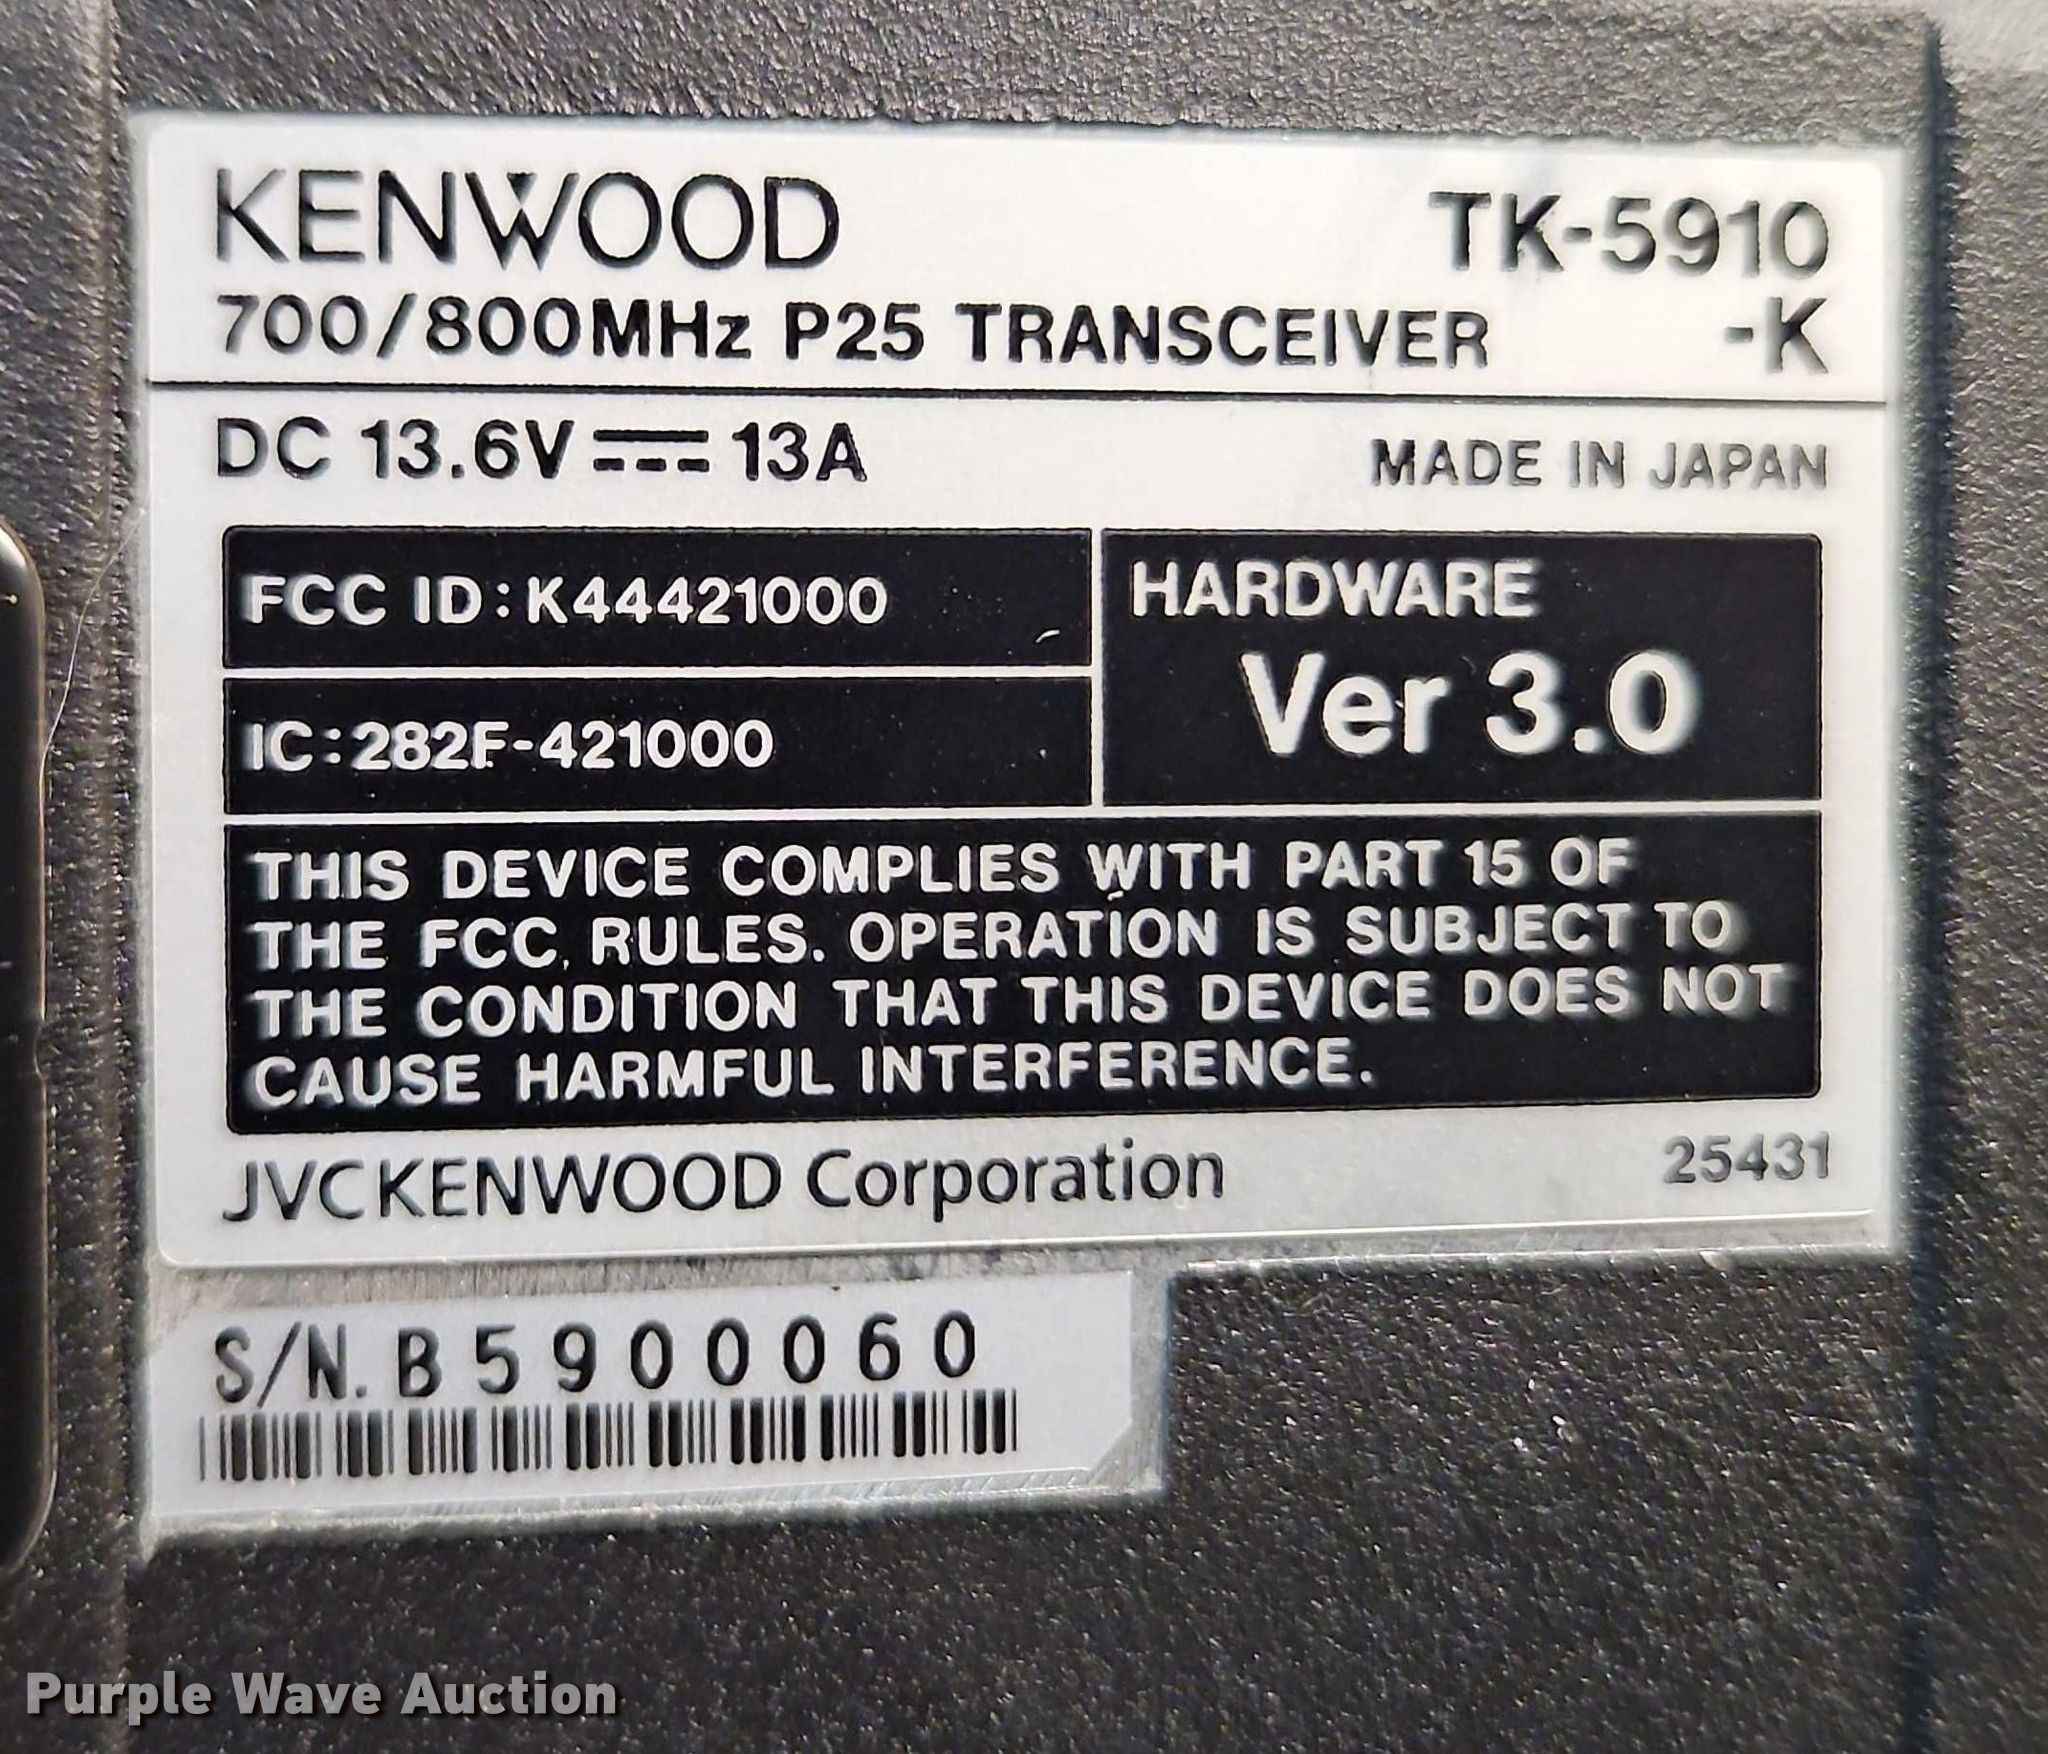 KENWOOD TK-5910
700/800MHz P25 TRANSCEIVER -K
DC 13.6V 13A MADE IN JAPAN
FCC ID: K44421000
HARDWARE
Ver 3.0
IC: 282F-421000
THIS DEVICE COMPLIES WITH PART 15 OF
THE FCC RULES. OPERATION IS SUBJECT TO
THE CONDITION THAT THIS DEVICE DOES NOT
CAUSE HARMFUL INTERFERENCE.
JVCKENWOOD Corporation 25431
S/N. B5900060
Purple Wave Auction